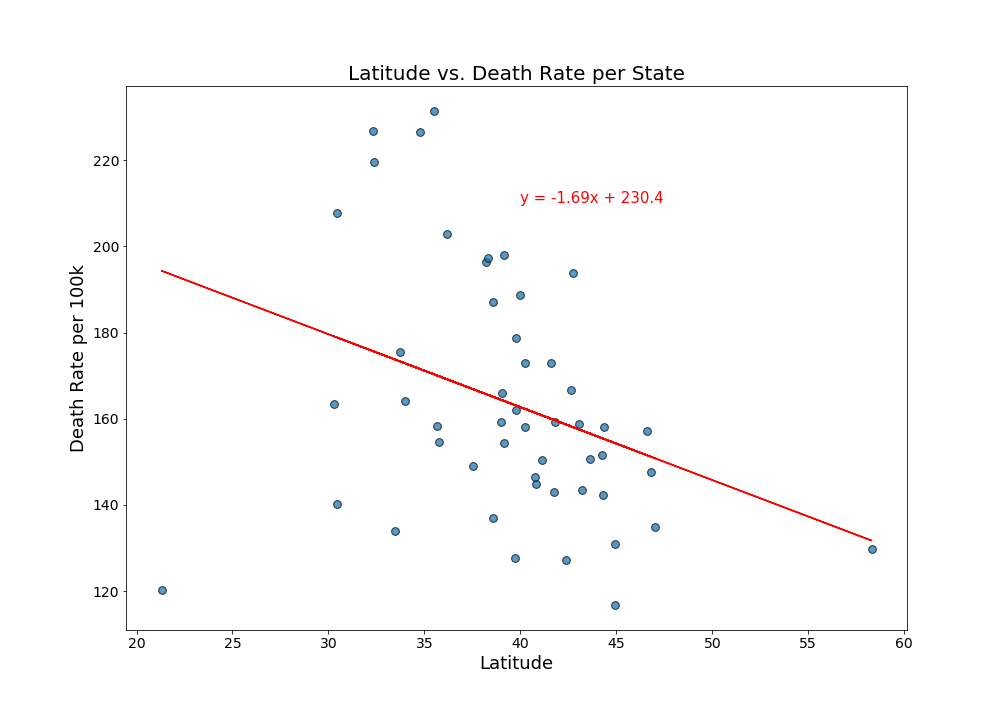 Latitude vs. Death Rate per State
y = -1.69x + 230.4
Death Rate per 100k
220
200
180
160
140
120
20 25 30 35 40 45 50 55 60
Latitude